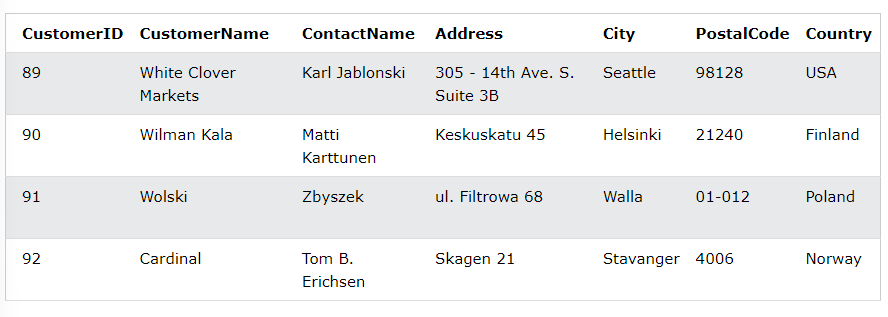 CustomerID CustomerName ContactName Address City PostalCode Country
89 White Clover Karl Jablonski 305 - 14th Ave. S. Seattle 98128 USA
Markets Suite 3B
90 Wilman Kala Matti Keskuskatu 45 Helsinki 21240 Finland
Karttunen
91 Wolski Zbyszek ul. Filtrowa 68 Walla 01-012 Poland
92 Cardinal Tom B. Skagen 21 Stavanger 4006 Norway
Erichsen